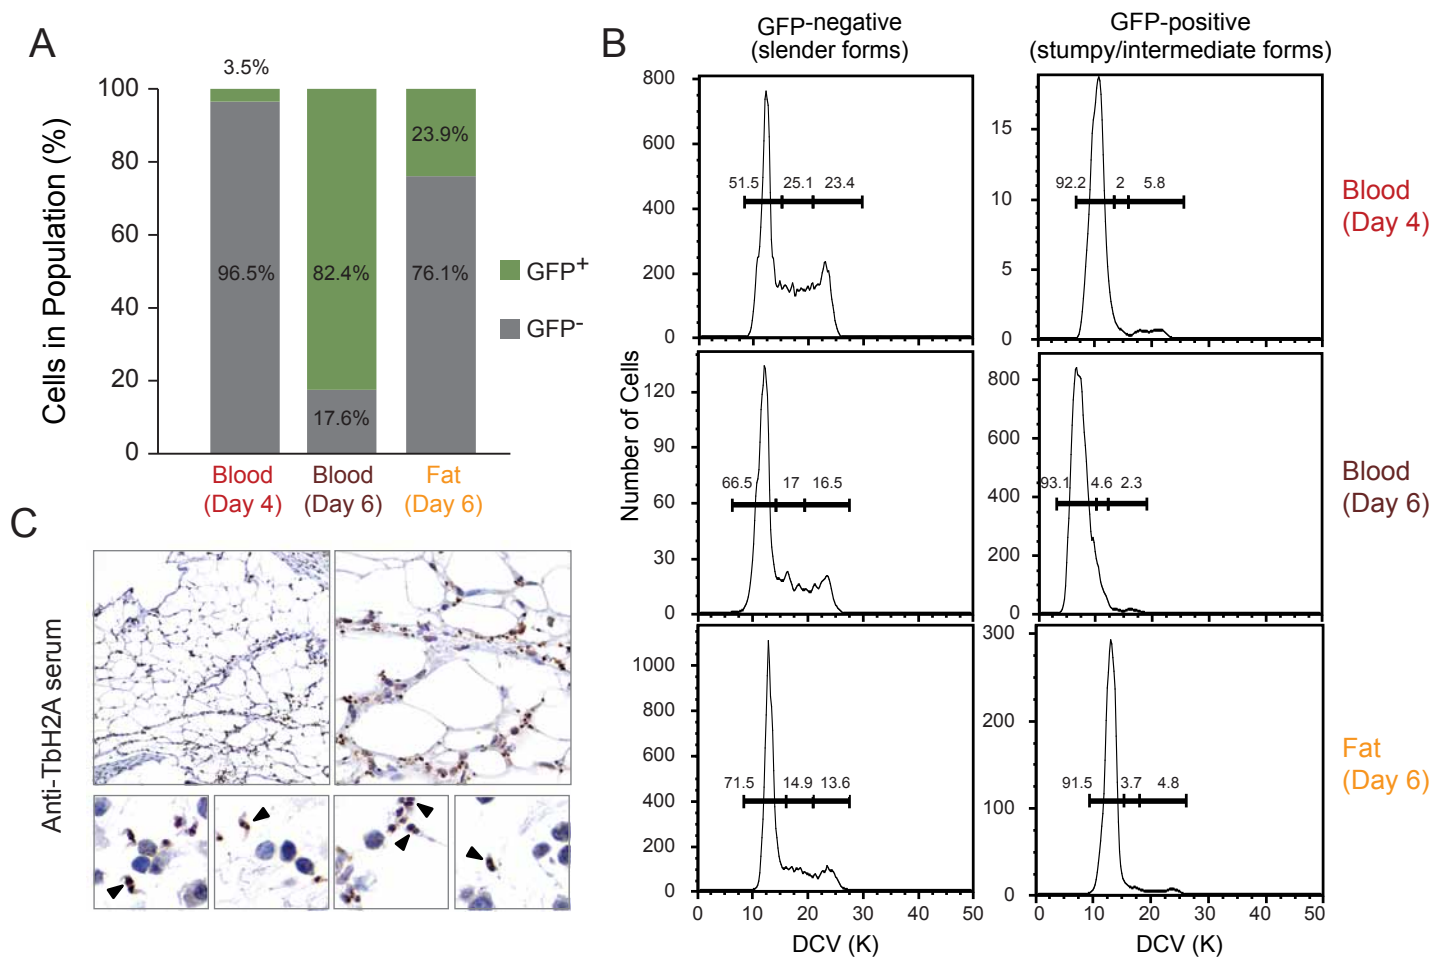 A
3.5%
100
80
60
40
20
0
Cells in Population (%)
23.9%
96.5%
82.4%
76.1%
17.6%
GFP+
GFP-
Blood
(Day 4)
Blood
(Day 6)
Fat
(Day 6)
B
GFP-negative
(slender forms)
GFP-positive
(stumpy/intermediate forms)
Number of Cells
800
600
400
200
0
51.5 25.1 23.4
15
10
5
0
92.2 2 5.8
Blood
(Day 4)
120
90
60
30
0
66.5 17 16.5
800
600
400
200
0
93.1 4.6 2.3
Blood
(Day 6)
1000
800
600
400
200
0
71.5 14.9 13.6
0 10 20 30 40 50
DCV (K)
300
200
100
0
91.5 3.7 4.8
0 10 20 30 40 50
DCV (K)
Fat
(Day 6)
C
Anti-TbH2A serum